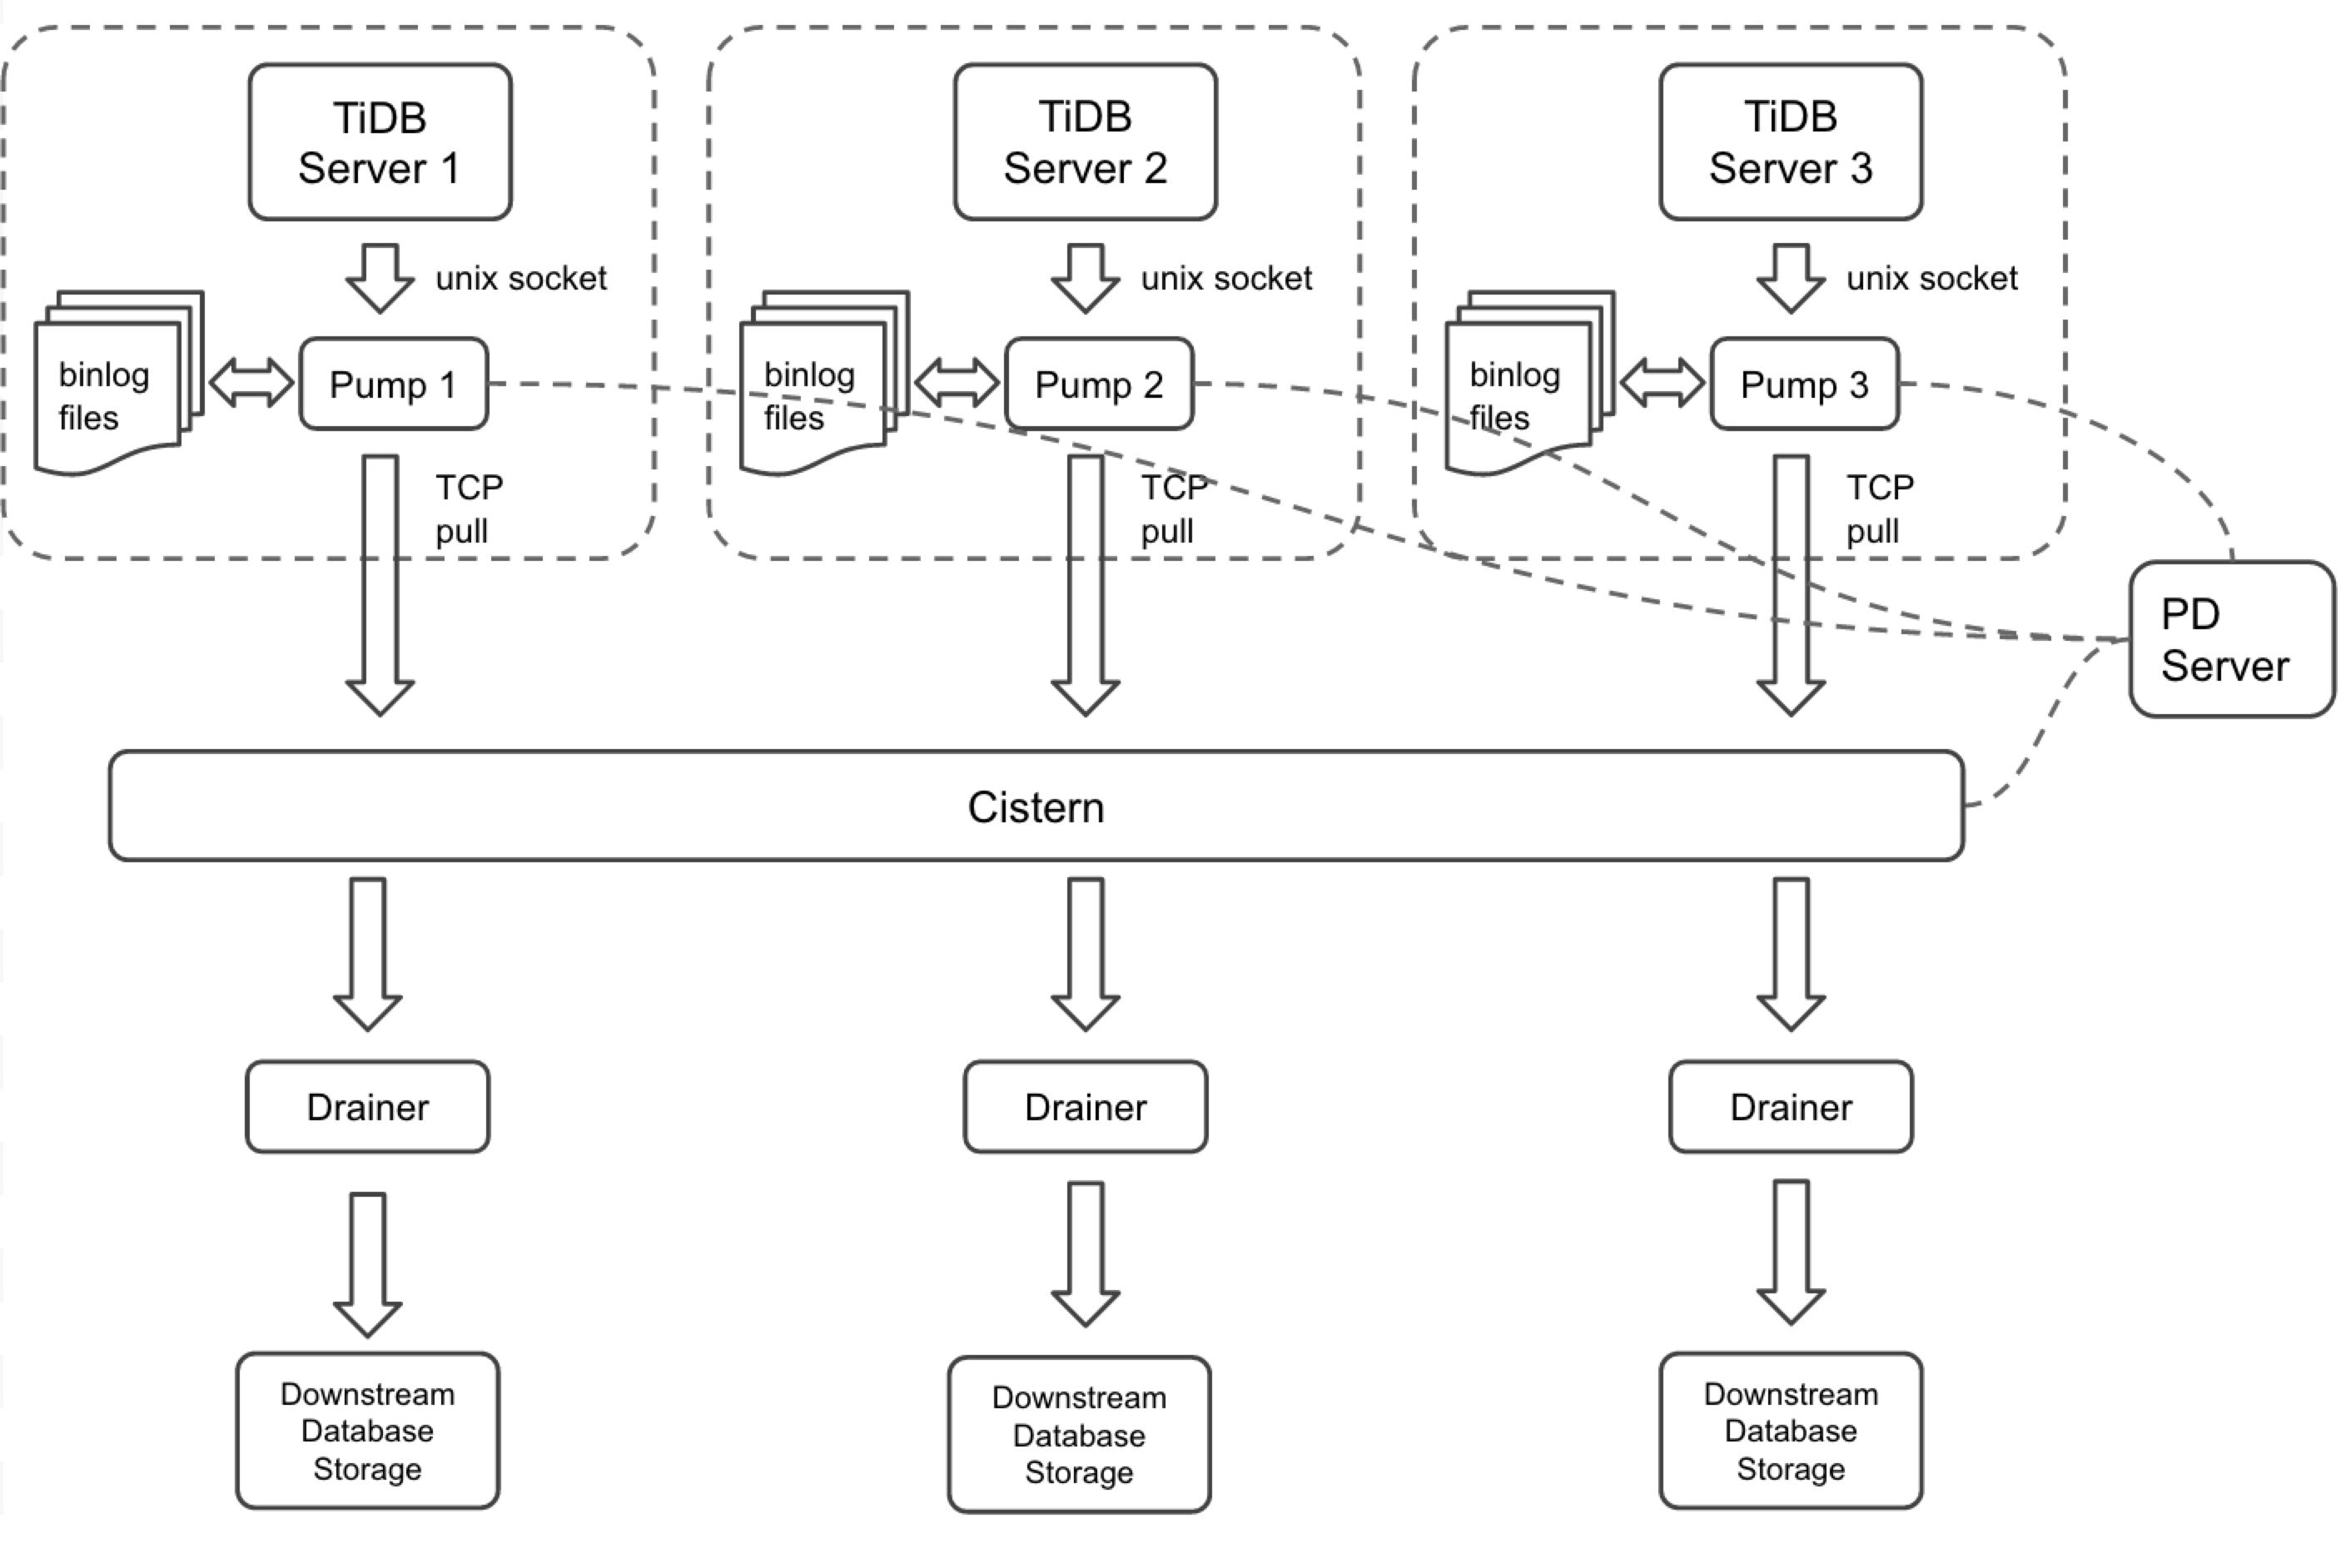 TiDB
Server 1
TiDB
Server 2
TiDB
Server 3
unix socket
unix socket
unix socket
binlog
files
Pump 1
binlog
files
Pump 2
binlog
files
Pump 3
TCP
pull
TCP
pull
TCP
pull
PD
Server
Cistern
Drainer
Drainer
Drainer
Downstream
Database
Storage
Downstream
Database
Storage
Downstream
Database
Storage